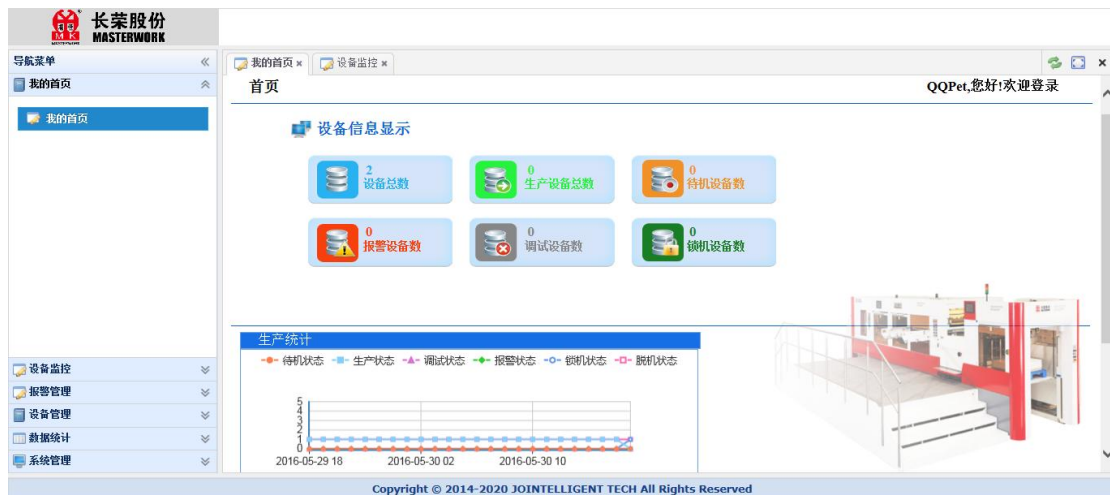 长荣股份
MK
MASTERWORK
导航菜单
我的首页
我的首页
设备监控
报警管理
设备管理
数据统计
系统管理
我的首页
设备监控
首页
QQPet,您好!欢迎登录
设备信息显示
2
设备总数
0
生产设备总数
0
待机设备数
0
报警设备数
0
调试设备数
0
锁机设备数
生产统计
待机状态 生产状态 调试状态 报警状态 锁机状态 脱机状态
5
4
3
2
1
0
2016-05-29 18 2016-05-30 02 2016-05-30 10
Copyright © 2014-2020 JOINTELLIGENT TECH All Rights Reserved